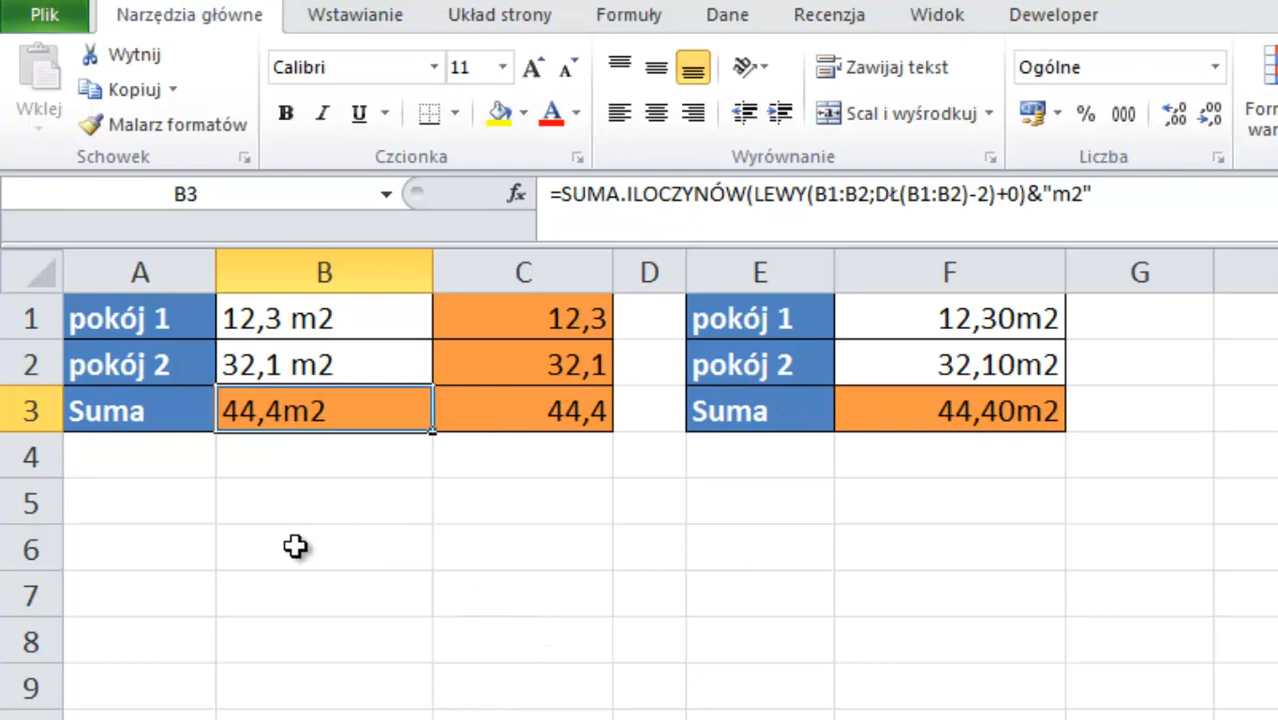 Plik Narzędzia główne Wstawianie Układ strony Formuły Dane Recenzja Widok Deweloper
Wklej
Wytnij
Kopiuj
Malarz formatów
Schowek
Calibri 11
B I U A
Czcionka
Zawijaj tekst
Scal i wyśrodkuj
Wyrównanie
Ogólne
% 000 ,00 ,00
Liczba
B3 fx =SUMA.ILOCZYNÓW(LEWY(B1:B2;DŁ(B1:B2)-2)+0)&"m2"
A B C D E F G
1 pokój 1 12,3 m2 12,3 pokój 1 12,30m2
2 pokój 2 32,1 m2 32,1 pokój 2 32,10m2
3 Suma 44,4m2 44,4 Suma 44,40m2
4
5
6
7
8
9